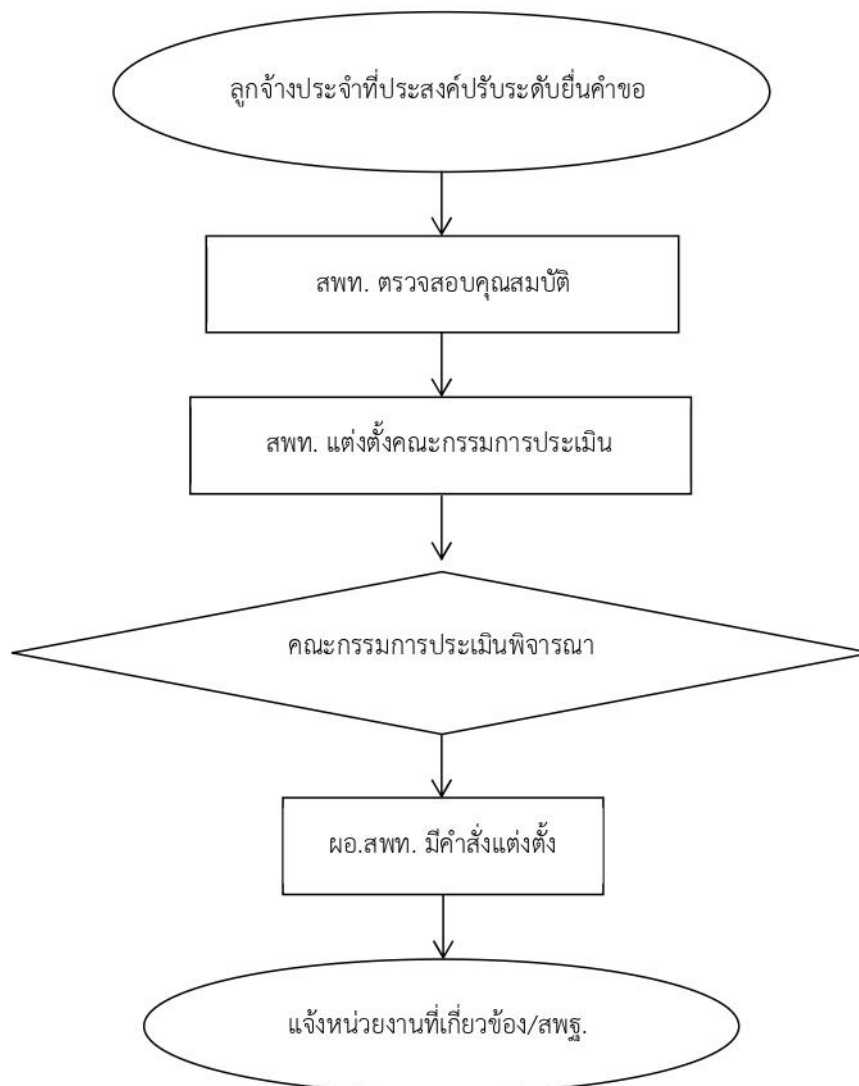 ลูกจ้างประจำที่ประสงค์ปรับระดับยื่นคำขอ
สพท. ตรวจสอบคุณสมบัติ
สพท. แต่งตั้งคณะกรรมการประเมิน
คณะกรรมการประเมินพิจารณา
ผอ.สพท. มีคำสั่งแต่งตั้ง
แจ้งหน่วยงานที่เกี่ยวข้อง/สพฐ.